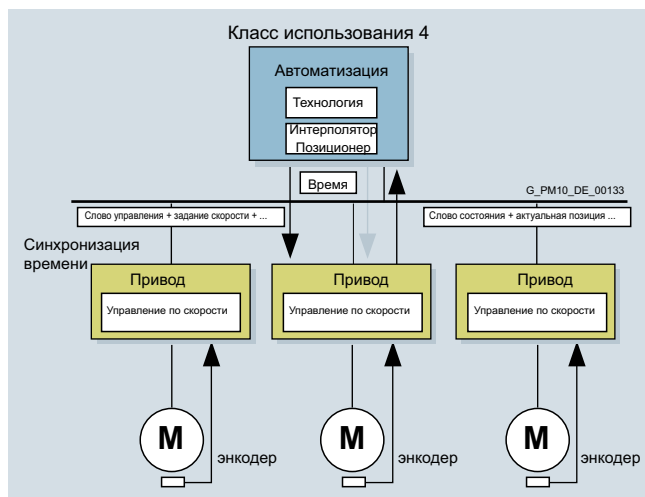 Класс использования 4
Автоматизация
Технология
Интерполятор
Позиционер
Время
G_PM10_DE_00133
Слово управления + задание скорости + ...
Слово состояния + актуальная позиция ...
Синхронизация
времени
Привод
Привод
Привод
Управление по скорости
Управление по скорости
Управление по скорости
M
M
M
энкодер
энкодер
энкодер